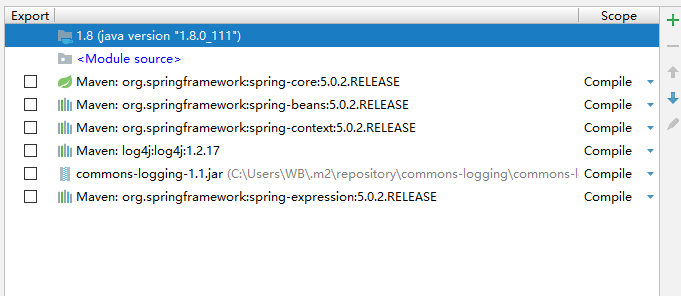 Export Scope
1.8 (java version "1.8.0_111")
<Module source>
Maven: org.springframework:spring-core:5.0.2.RELEASE Compile
Maven: org.springframework:spring-beans:5.0.2.RELEASE Compile
Maven: org.springframework:spring-context:5.0.2.RELEASE Compile
Maven: log4j:log4j:1.2.17 Compile
commons-logging-1.1.jar (C:\Users\WB\.m2\repository\commons-logging\commons-l Compile
Maven: org.springframework:spring-expression:5.0.2.RELEASE Compile